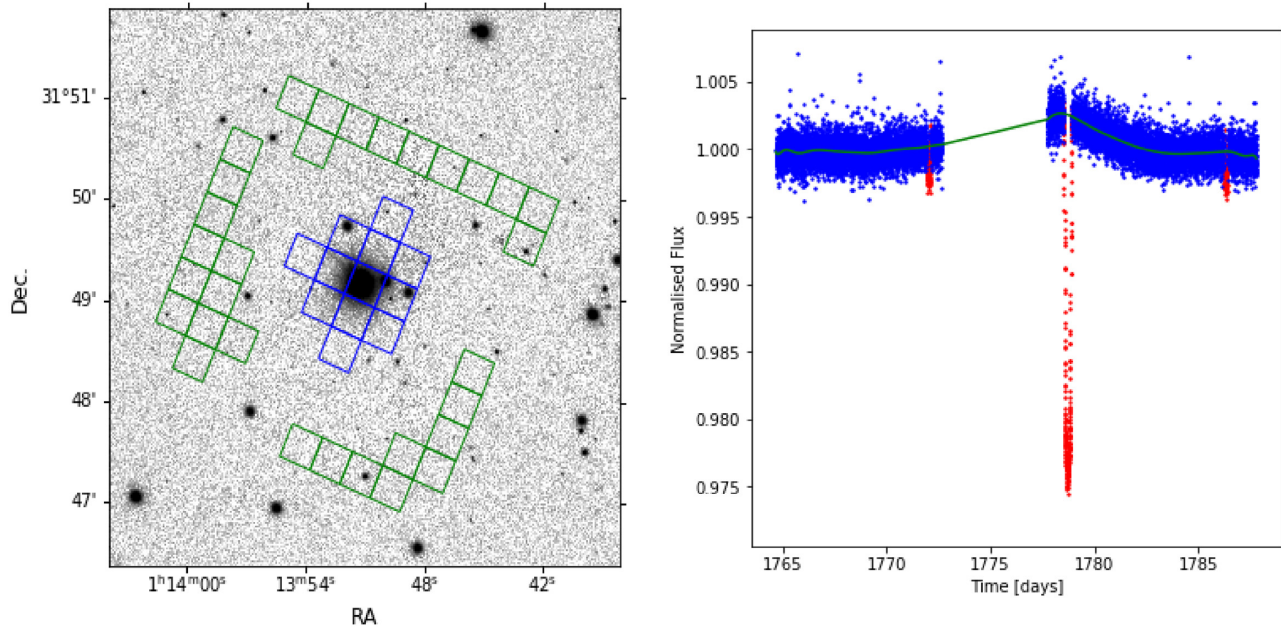 31°51'
50'
49'
48'
47'
Dec.
1ʰ14ᵐ00ˢ
13ᵐ54ˢ
48ˢ
42ˢ
RA
1.005
1.000
0.995
0.990
0.985
0.980
0.975
Normalised Flux
1765
1770
1775
1780
1785
Time [days]